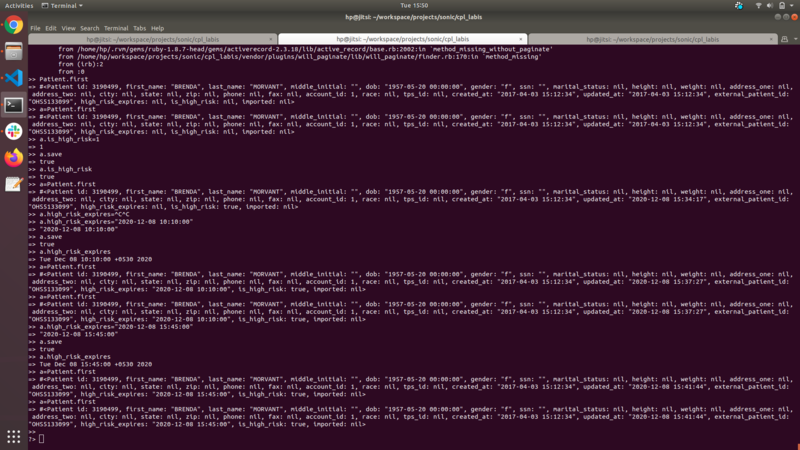 Activities Terminal Tue 15:50
hp@jitsi: ~/workspace/projects/sonic/cpl_labis
File Edit View Search Terminal Tabs Help
hp@jitsi: ~/workspace/projects/sonic/cpl_labis × hp@jitsi: ~/workspace/projects/sonic/cpl_labis × hp@jitsi: ~/workspace/projects/sonic/cpl_labis ×
from /home/hp/.rvm/gems/ruby-1.8.7-head/gems/activerecord-2.3.18/lib/active_record/base.rb:2002:in `method_missing_without_paginate'
from /home/hp/workspace/projects/sonic/cpl_labis/vendor/plugins/will_paginate/lib/will_paginate/finder.rb:170:in `method_missing'
from (irb):2
from :0
>> Patient.first
=> #<Patient id: 3190499, first_name: "BRENDA", last_name: "MORVANT", middle_initial: "", dob: "1957-05-20 00:00:00", gender: "f", ssn: "", marital_status: nil, height: nil, weight: nil, address_one: nil,
address_two: nil, city: nil, state: nil, zip: nil, phone: nil, fax: nil, account_id: 1, race: nil, tps_id: nil, created_at: "2017-04-03 15:12:34", updated_at: "2017-04-03 15:12:34", external_patient_id:
"OHSS133099", high_risk_expires: nil, is_high_risk: nil, imported: nil>
>> a=Patient.first
=> #<Patient id: 3190499, first_name: "BRENDA", last_name: "MORVANT", middle_initial: "", dob: "1957-05-20 00:00:00", gender: "f", ssn: "", marital_status: nil, height: nil, weight: nil, address_one: nil,
address_two: nil, city: nil, state: nil, zip: nil, phone: nil, fax: nil, account_id: 1, race: nil, tps_id: nil, created_at: "2017-04-03 15:12:34", updated_at: "2017-04-03 15:12:34", external_patient_id:
"OHSS133099", high_risk_expires: nil, is_high_risk: nil, imported: nil>
>> a.is_high_risk=1
=> 1
>> a.save
=> true
>> a.is_high_risk
=> true
>> a=Patient.first
=> #<Patient id: 3190499, first_name: "BRENDA", last_name: "MORVANT", middle_initial: "", dob: "1957-05-20 00:00:00", gender: "f", ssn: "", marital_status: nil, height: nil, weight: nil, address_one: nil,
address_two: nil, city: nil, state: nil, zip: nil, phone: nil, fax: nil, account_id: 1, race: nil, tps_id: nil, created_at: "2017-04-03 15:12:34", updated_at: "2020-12-08 15:34:17", external_patient_id:
"OHSS133099", high_risk_expires: nil, is_high_risk: true, imported: nil>
>> a.high_risk_expires=^C^C
>> a.high_risk_expires="2020-12-08 10:10:00"
=> "2020-12-08 10:10:00"
>> a.save
=> true
>> a.high_risk_expires
=> Tue Dec 08 10:10:00 +0530 2020
>> a=Patient.first
=> #<Patient id: 3190499, first_name: "BRENDA", last_name: "MORVANT", middle_initial: "", dob: "1957-05-20 00:00:00", gender: "f", ssn: "", marital_status: nil, height: nil, weight: nil, address_one: nil,
address_two: nil, city: nil, state: nil, zip: nil, phone: nil, fax: nil, account_id: 1, race: nil, tps_id: nil, created_at: "2017-04-03 15:12:34", updated_at: "2020-12-08 15:37:27", external_patient_id:
"OHSS133099", high_risk_expires: "2020-12-08 10:10:00", is_high_risk: true, imported: nil>
>> a=Patient.first
=> #<Patient id: 3190499, first_name: "BRENDA", last_name: "MORVANT", middle_initial: "", dob: "1957-05-20 00:00:00", gender: "f", ssn: "", marital_status: nil, height: nil, weight: nil, address_one: nil,
address_two: nil, city: nil, state: nil, zip: nil, phone: nil, fax: nil, account_id: 1, race: nil, tps_id: nil, created_at: "2017-04-03 15:12:34", updated_at: "2020-12-08 15:37:27", external_patient_id:
"OHSS133099", high_risk_expires: "2020-12-08 10:10:00", is_high_risk: true, imported: nil>
>> a.high_risk_expires="2020-12-08 15:45:00"
=> "2020-12-08 15:45:00"
>> a.save
=> true
>> a.high_risk_expires
=> Tue Dec 08 15:45:00 +0530 2020
>> a=Patient.first
=> #<Patient id: 3190499, first_name: "BRENDA", last_name: "MORVANT", middle_initial: "", dob: "1957-05-20 00:00:00", gender: "f", ssn: "", marital_status: nil, height: nil, weight: nil, address_one: nil,
address_two: nil, city: nil, state: nil, zip: nil, phone: nil, fax: nil, account_id: 1, race: nil, tps_id: nil, created_at: "2017-04-03 15:12:34", updated_at: "2020-12-08 15:41:44", external_patient_id:
"OHSS133099", high_risk_expires: "2020-12-08 15:45:00", is_high_risk: true, imported: nil>
>> a=Patient.first
=> #<Patient id: 3190499, first_name: "BRENDA", last_name: "MORVANT", middle_initial: "", dob: "1957-05-20 00:00:00", gender: "f", ssn: "", marital_status: nil, height: nil, weight: nil, address_one: nil,
address_two: nil, city: nil, state: nil, zip: nil, phone: nil, fax: nil, account_id: 1, race: nil, tps_id: nil, created_at: "2017-04-03 15:12:34", updated_at: "2020-12-08 15:41:44", external_patient_id:
"OHSS133099", high_risk_expires: "2020-12-08 15:45:00", is_high_risk: true, imported: nil>
>>
?>